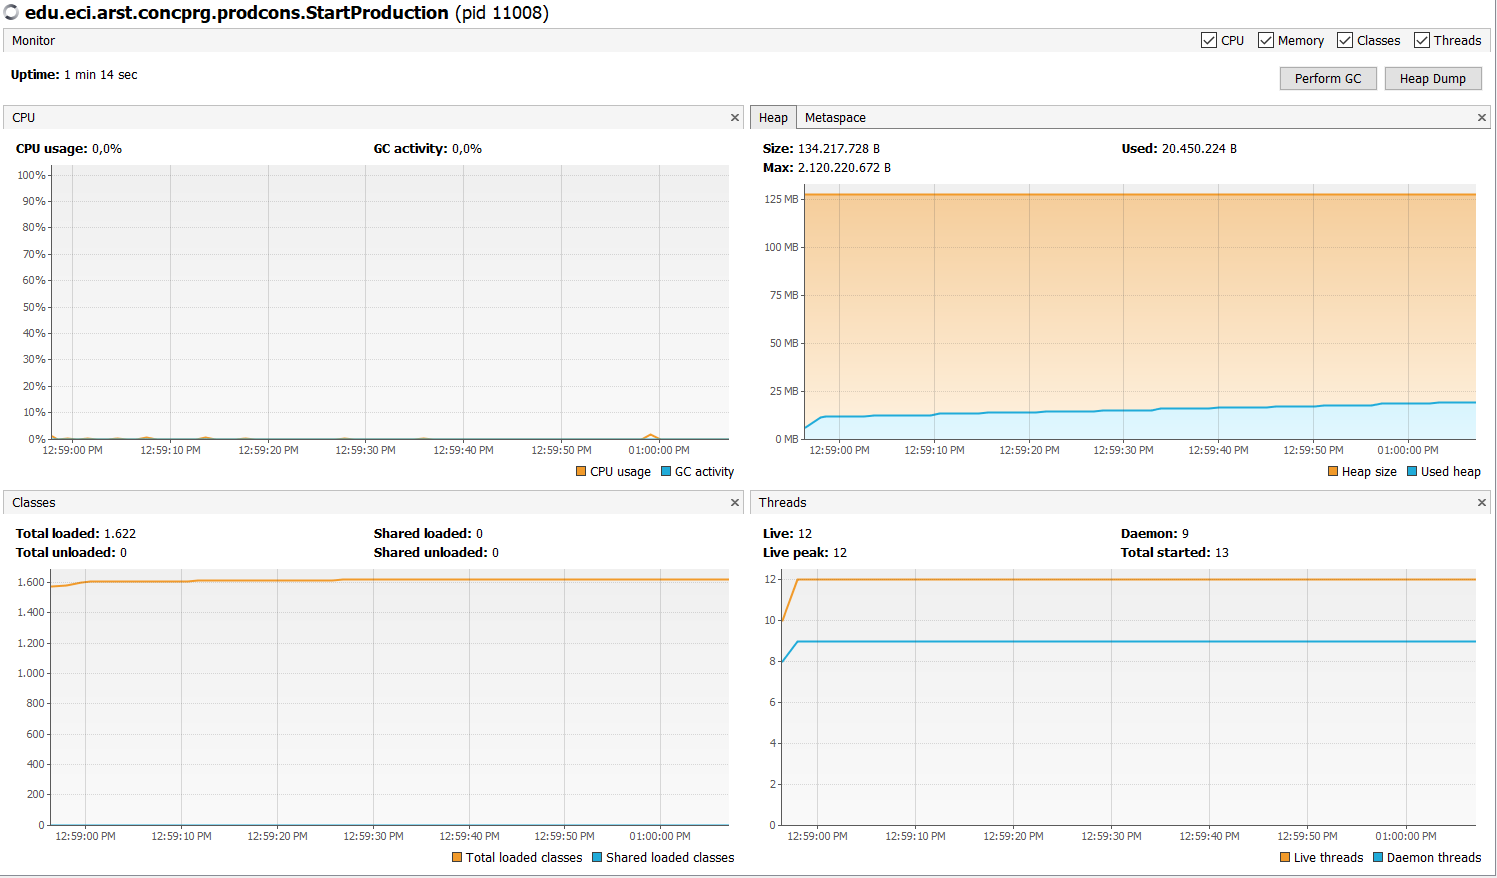 edu.eci.arst.concprg.prodcons.StartProduction (pid 11008)
Monitor
CPU Memory Classes Threads
Uptime: 1 min 14 sec
Perform GC Heap Dump
CPU
CPU usage: 0,0% GC activity: 0,0%
100%
90%
80%
70%
60%
50%
40%
30%
20%
10%
0%
12:59:00 PM 12:59:10 PM 12:59:20 PM 12:59:30 PM 12:59:40 PM 12:59:50 PM 01:00:00 PM
CPU usage GC activity
Heap Metaspace
Size: 134.217.728 B Used: 20.450.224 B
Max: 2.120.220.672 B
125 MB
100 MB
75 MB
50 MB
25 MB
0 MB
12:59:00 PM 12:59:10 PM 12:59:20 PM 12:59:30 PM 12:59:40 PM 12:59:50 PM 01:00:00 PM
Heap size Used heap
Classes
Total loaded: 1.622 Shared loaded: 0
Total unloaded: 0 Shared unloaded: 0
1.600
1.400
1.200
1.000
800
600
400
200
0
12:59:00 PM 12:59:10 PM 12:59:20 PM 12:59:30 PM 12:59:40 PM 12:59:50 PM 01:00:00 PM
Total loaded classes Shared loaded classes
Threads
Live: 12 Daemon: 9
Live peak: 12 Total started: 13
12
10
8
6
4
2
0
12:59:00 PM 12:59:10 PM 12:59:20 PM 12:59:30 PM 12:59:40 PM 12:59:50 PM 01:00:00 PM
Live threads Daemon threads